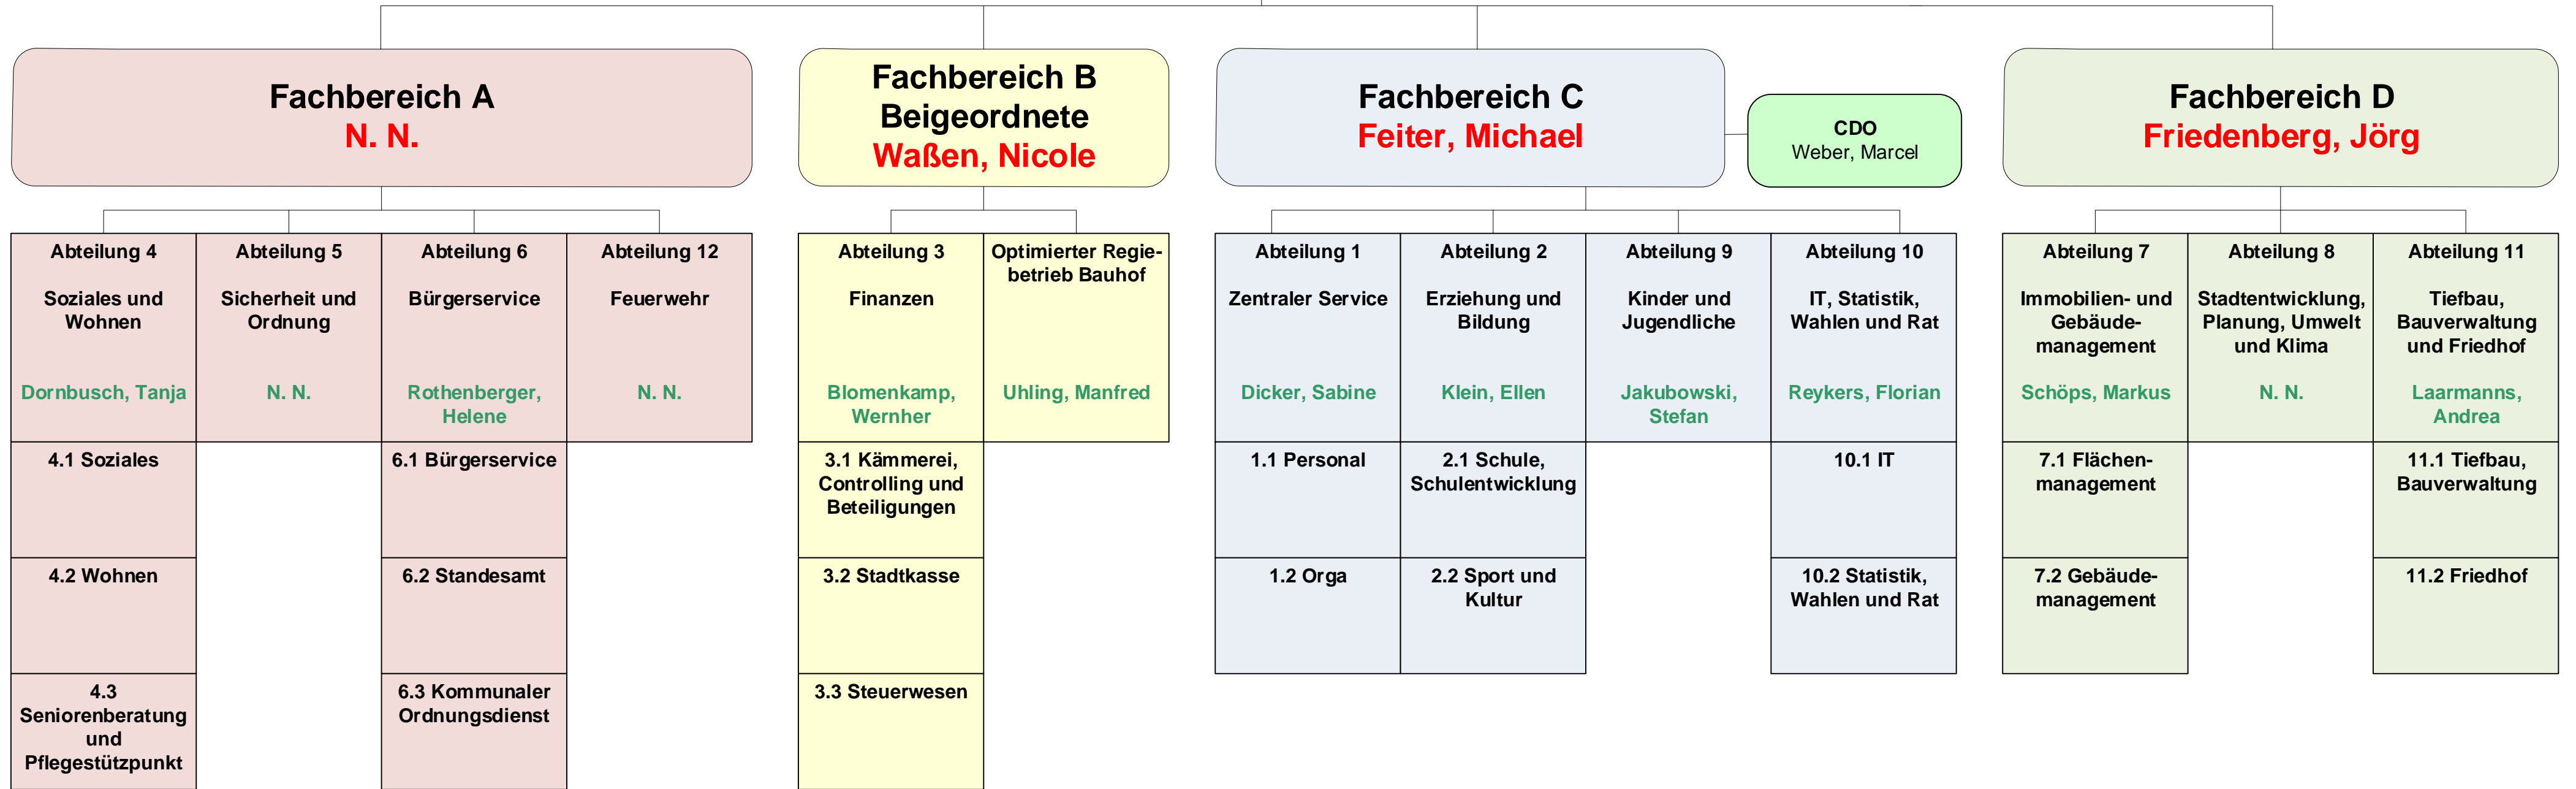 Fachbereich A
N. N.
Fachbereich B
Beigeordnete
Waßen, Nicole
Fachbereich C
Feiter, Michael
CDO
Weber, Marcel
Fachbereich D
Friedenberg, Jörg
Abteilung 4
Soziales und
Wohnen
Dornbusch, Tanja
4.1 Soziales
4.2 Wohnen
4.3
Seniorenberatung
und
Pflegestützpunkt
Abteilung 5
Sicherheit und
Ordnung
N. N.
Abteilung 6
Bürgerservice
Rothenberger,
Helene
6.1 Bürgerservice
6.2 Standesamt
6.3 Kommunaler
Ordnungsdienst
Abteilung 12
Feuerwehr
N. N.
Abteilung 3
Finanzen
Blomenkamp,
Wernher
3.1 Kämmerei,
Controlling und
Beteiligungen
3.2 Stadtkasse
3.3 Steuerwesen
Optimierter Regie-
betrieb Bauhof
Uhling, Manfred
Abteilung 1
Zentraler Service
Dicker, Sabine
1.1 Personal
1.2 Orga
Abteilung 2
Erziehung und
Bildung
Klein, Ellen
2.1 Schule,
Schulentwicklung
2.2 Sport und
Kultur
Abteilung 9
Kinder und
Jugendliche
Jakubowski,
Stefan
Abteilung 10
IT, Statistik,
Wahlen und Rat
Reykers, Florian
10.1 IT
10.2 Statistik,
Wahlen und Rat
Abteilung 7
Immobilien- und
Gebäude-
management
Schöps, Markus
7.1 Flächen-
management
7.2 Gebäude-
management
Abteilung 8
Stadtentwicklung,
Planung, Umwelt
und Klima
N. N.
Abteilung 11
Tiefbau,
Bauverwaltung
und Friedhof
Laarmanns,
Andrea
11.1 Tiefbau,
Bauverwaltung
11.2 Friedhof